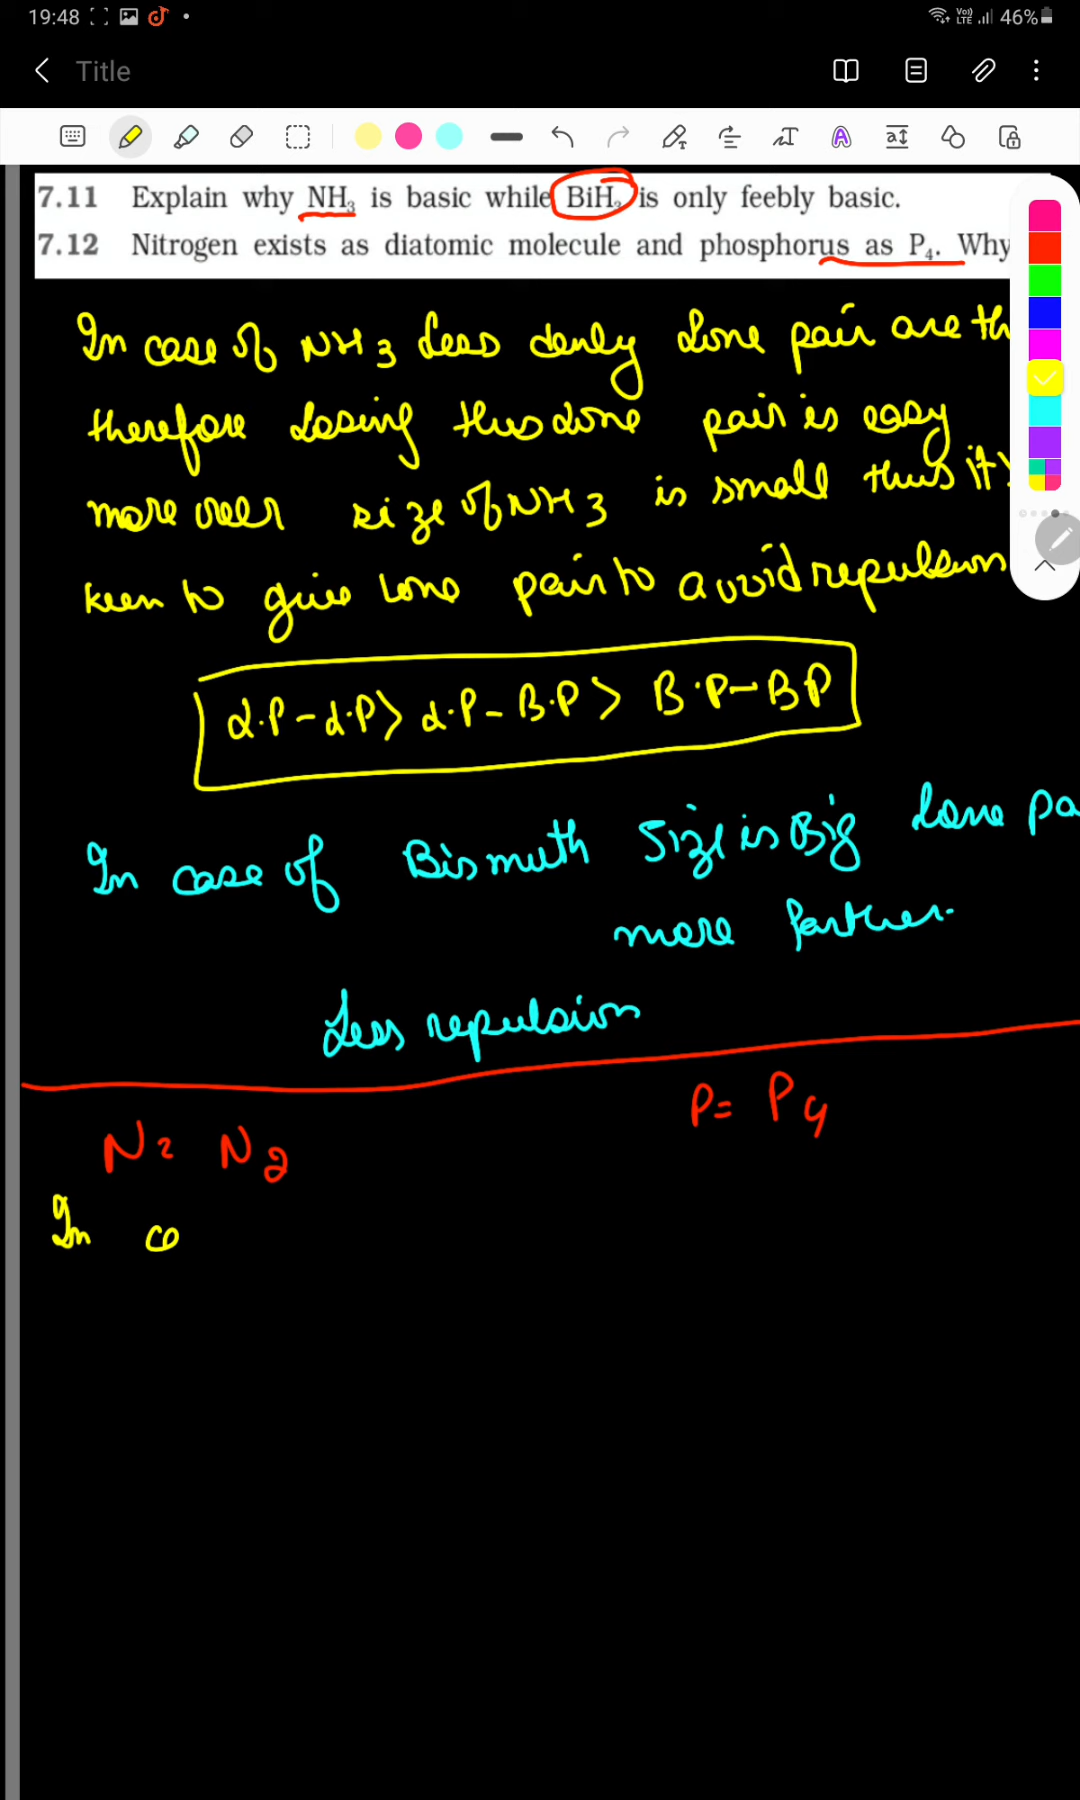 19:48
Vo)) LTE 46%
Title
7.11 Explain why NH3 is basic while BiH3 is only feebly basic.
7.12 Nitrogen exists as diatomic molecule and phosphorus as P4. Why
In case of NH3 less lone pair are th
therefore losing lone pair is easy
more over size of NH3 is small thus it
keen to give lone pair to avoid repulsion
L.P-L.P > L.P-B.P > B.P-BP
In case of Bismuth size is Big lone pa
more farther.
Less repulsion
P= P4
N= N2
In co